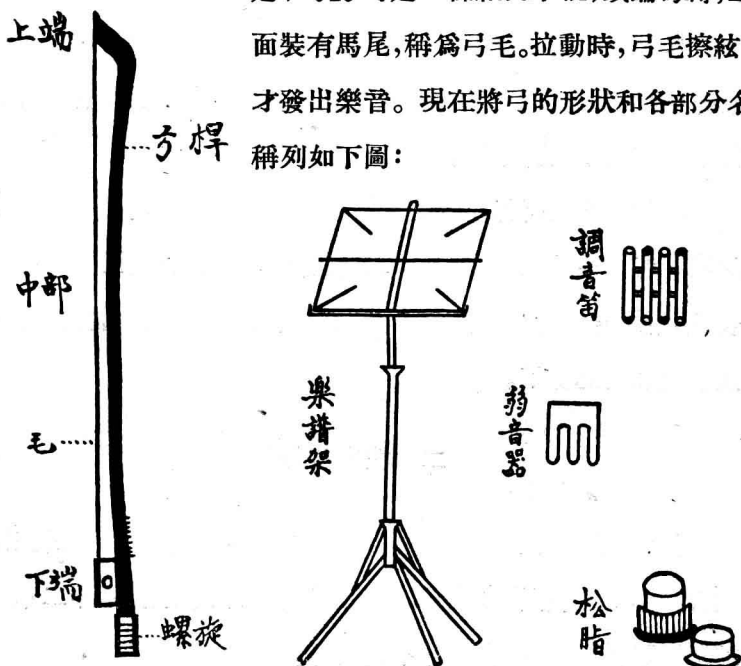 面裝有馬尾,稱爲弓毛。拉動時,弓毛擦絃
才發出樂音。現在將弓的形狀和各部分名
稱列如下圖:
上端
弓桿
中部
毛
下端
螺旋
樂譜架
調音笛
弱音器
松脂